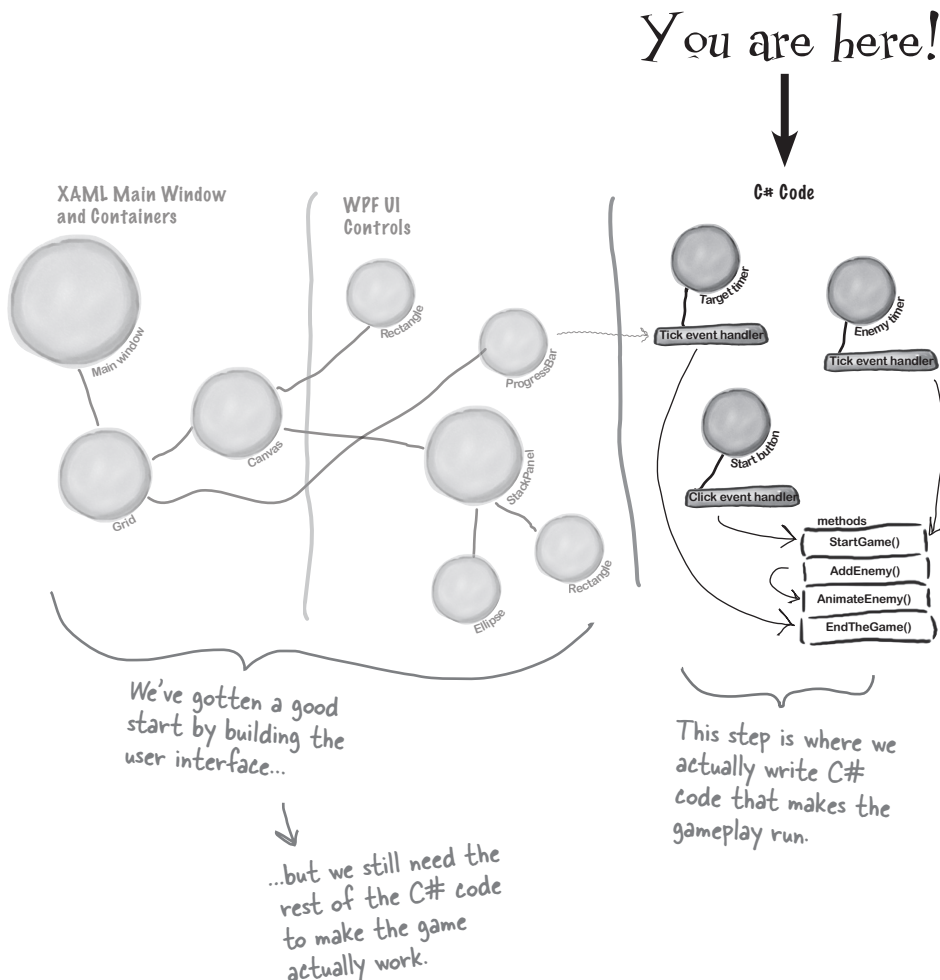 You are here!
XAML Main Window
and Containers
WPF UI
Controls
C# Code
Main window
Grid
Canvas
Rectangle
ProgressBar
StackPanel
Ellipse
Rectangle
Target timer
Tick event handler
Enemy timer
Tick event handler
Start button
Click event handler
methods
StartGame()
AddEnemy()
AnimateEnemy()
EndTheGame()
We've gotten a good
start by building the
user interface...
...but we still need the
rest of the C# code
to make the game
actually work.
This step is where we
actually write C#
code that makes the
gameplay run.